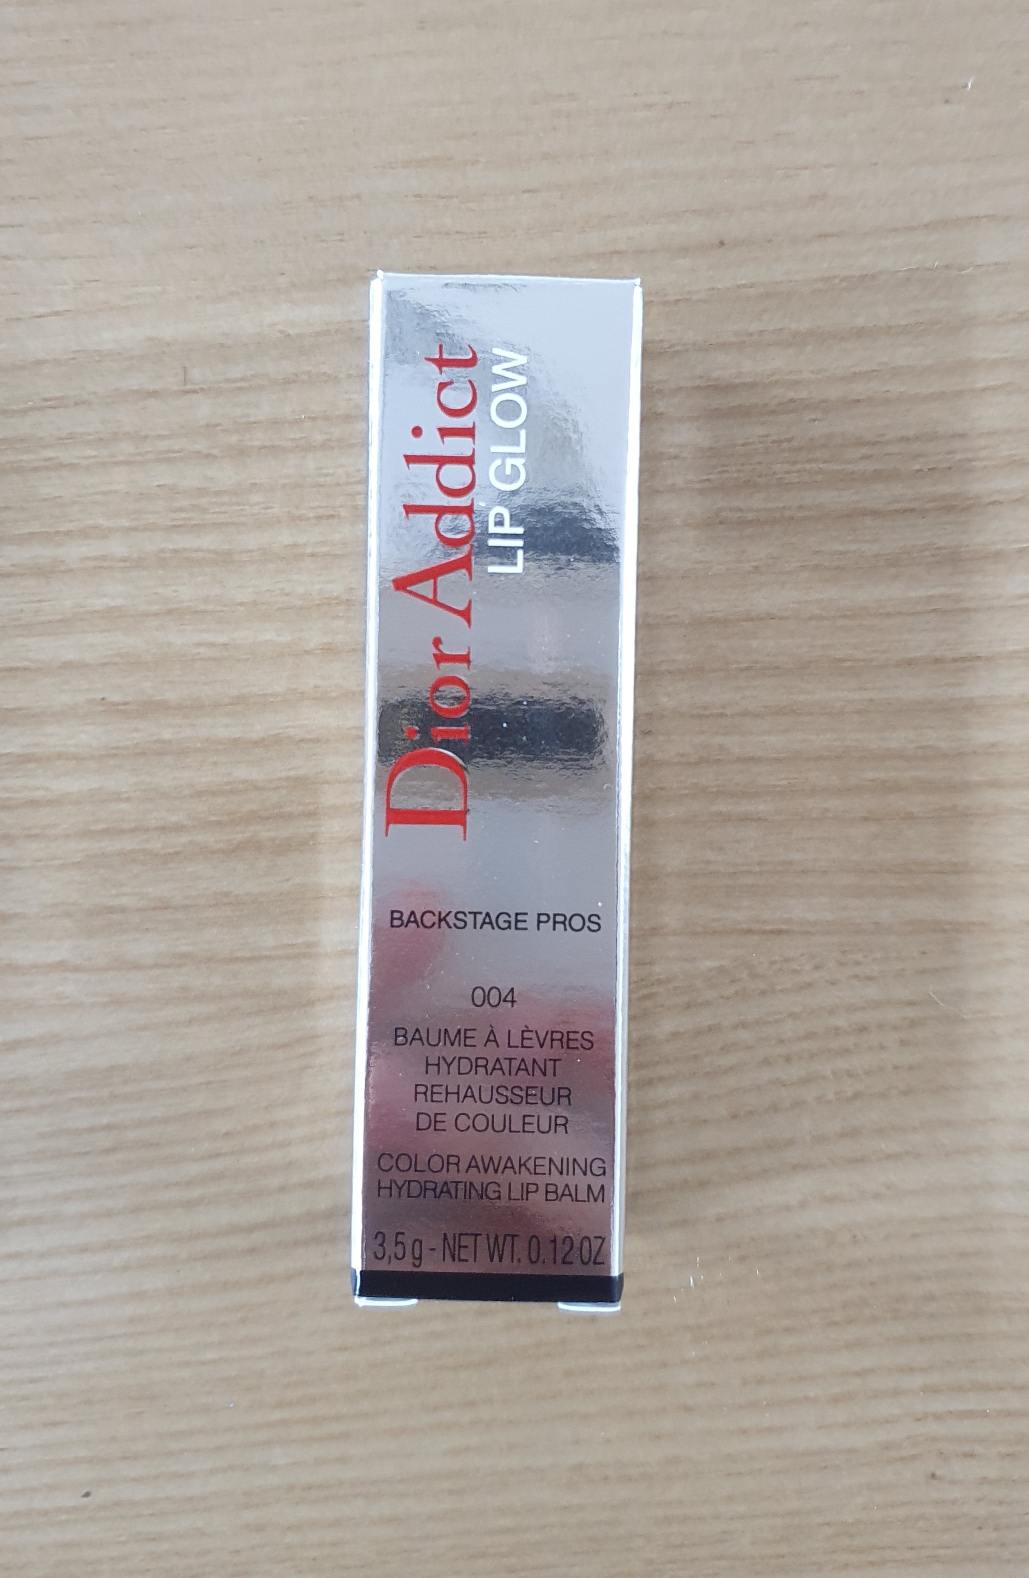 Dior Addict
LIP GLOW
BACKSTAGE PROS
004
BAUME À LÈVRES
HYDRATANT
REHAUSSEUR
DE COULEUR
COLOR AWAKENING
HYDRATING LIP BALM
3,5 g - NET WT. 0.12 OZ